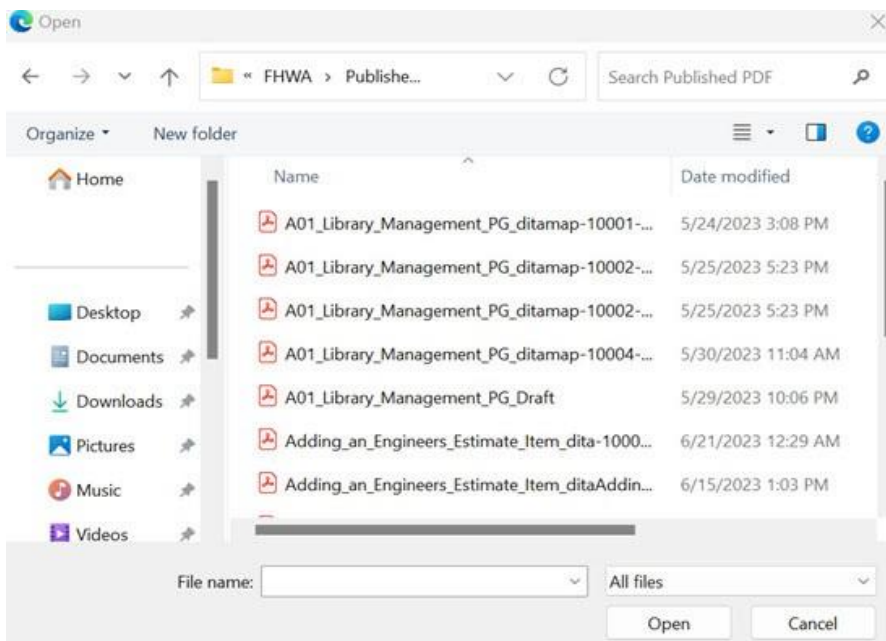 Open
« FHWA > Publishe... Search Published PDF
Organize New folder
Home
Name Date modified
A01_Library_Management_PG_ditamap-10001-... 5/24/2023 3:08 PM
A01_Library_Management_PG_ditamap-10002-... 5/25/2023 5:23 PM
Desktop
A01_Library_Management_PG_ditamap-10002-... 5/25/2023 5:23 PM
Documents
A01_Library_Management_PG_ditamap-10004-... 5/30/2023 11:04 AM
Downloads
A01_Library_Management_PG_Draft 5/29/2023 10:06 PM
Pictures
Adding_an_Engineers_Estimate_Item_dita-1000... 6/21/2023 12:29 AM
Music
Adding_an_Engineers_Estimate_Item_ditaAddin... 6/15/2023 1:03 PM
Videos
File name: All files
Open Cancel